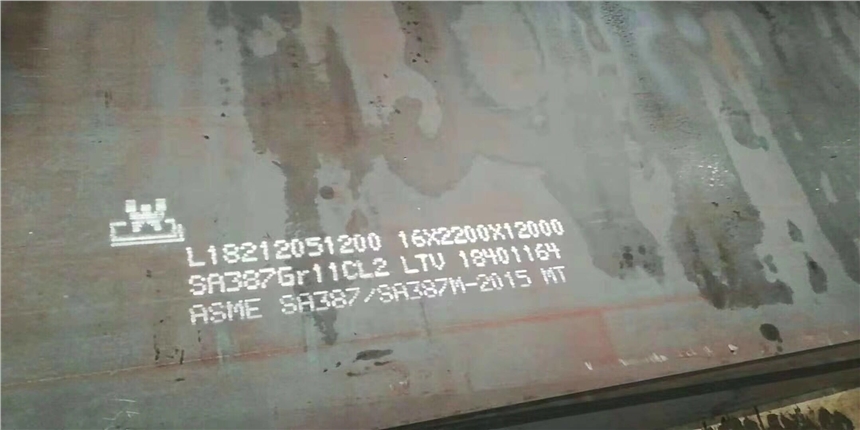 L18212051200 16X2200X12000
SA387Gr11CL2 LTV 18401164
ASME SA387/SA387M-2015 MT